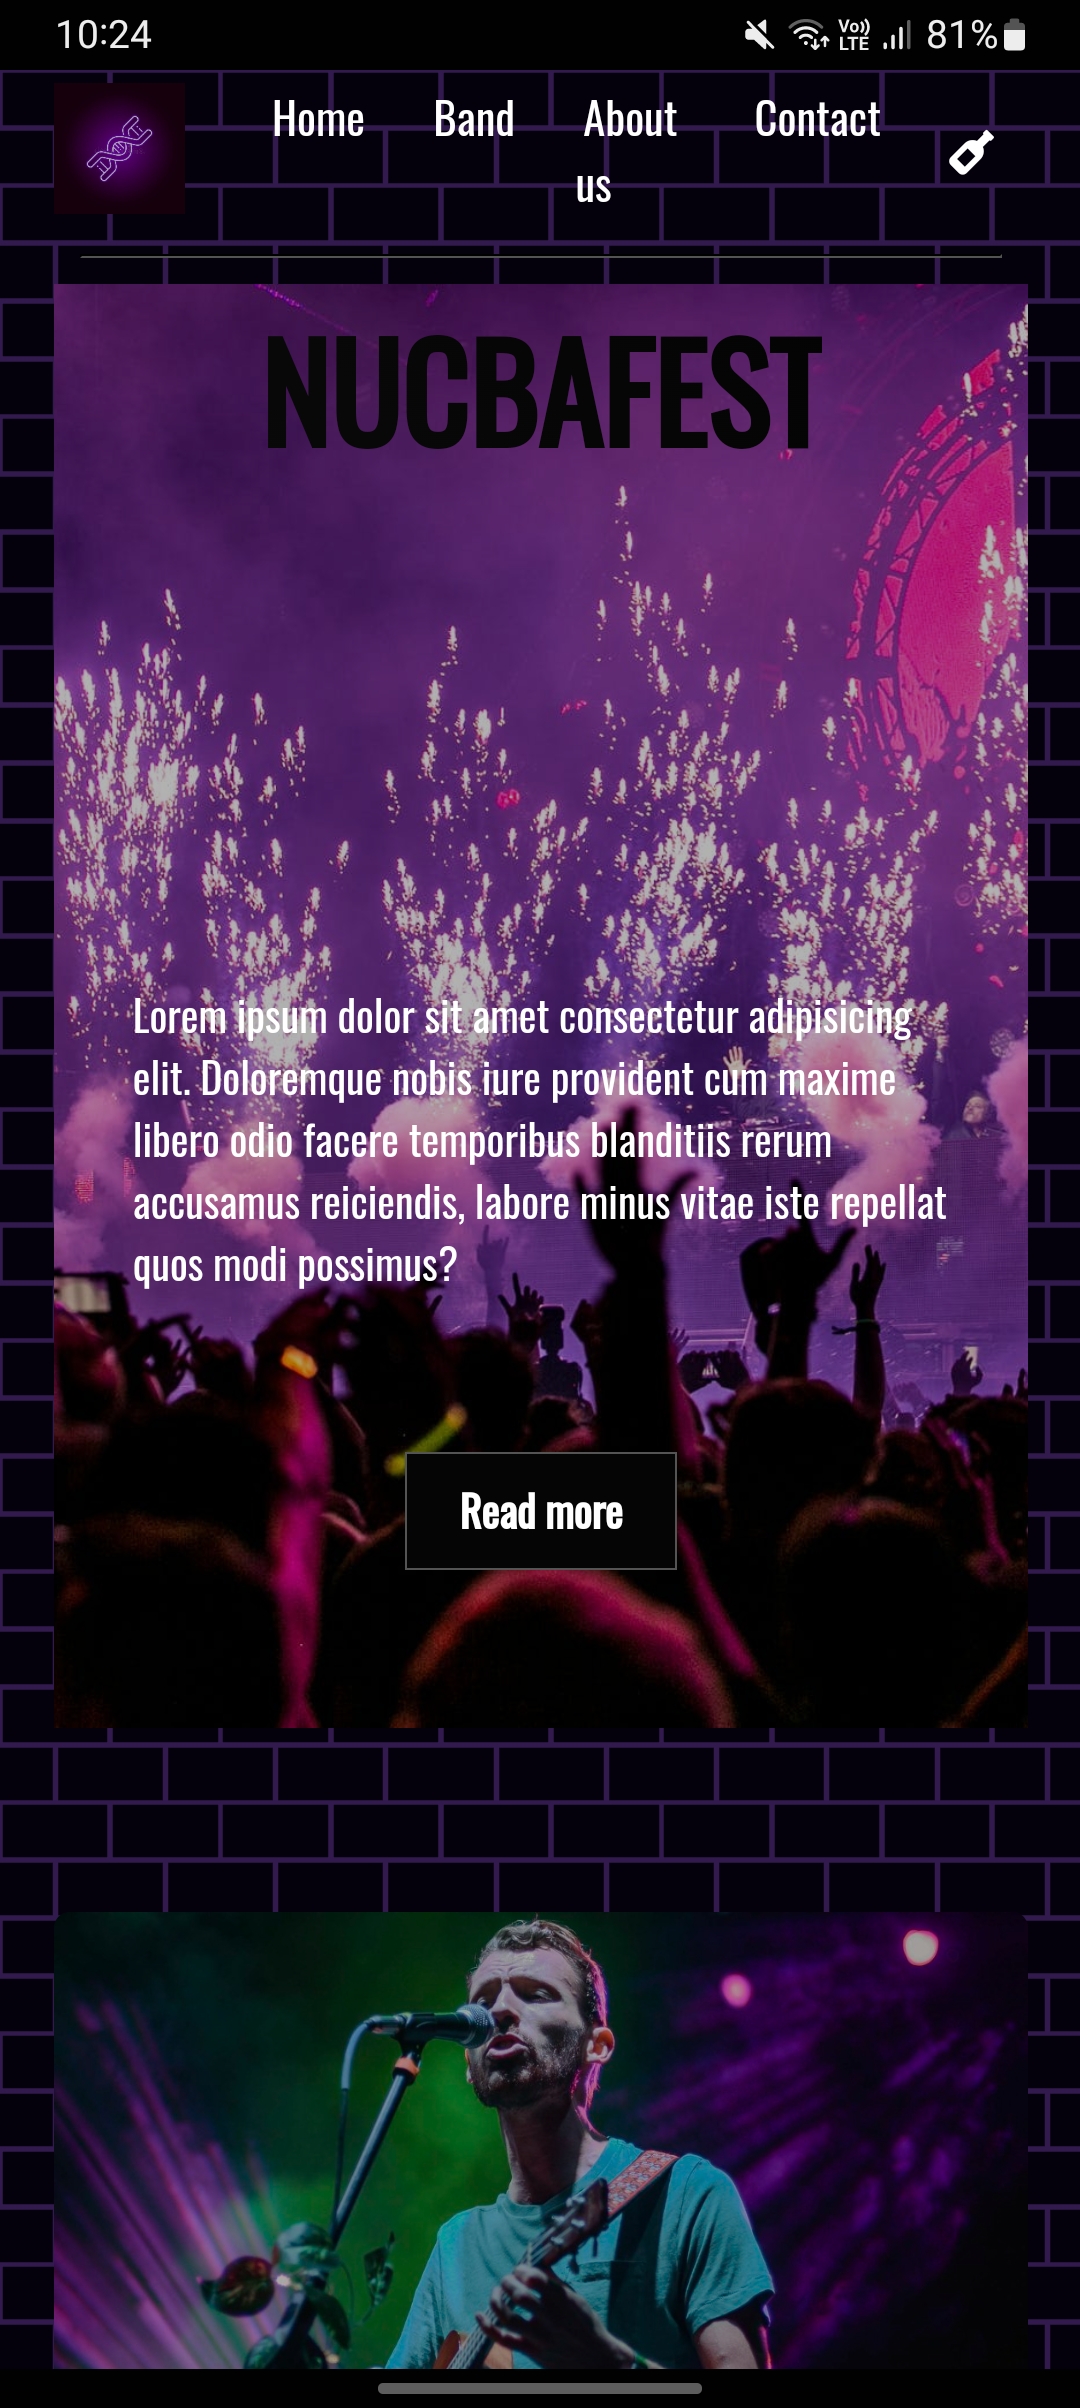 10:24 Vo)) LTE 81%
Home Band About Contact
us
NUCBAFEST
Lorem ipsum dolor sit amet consectetur adipisicing
elit. Doloremque nobis iure provident cum maxime
libero odio facere temporibus blanditiis rerum
accusamus reiciendis, labore minus vitae iste repellat
quos modi possimus?
Read more